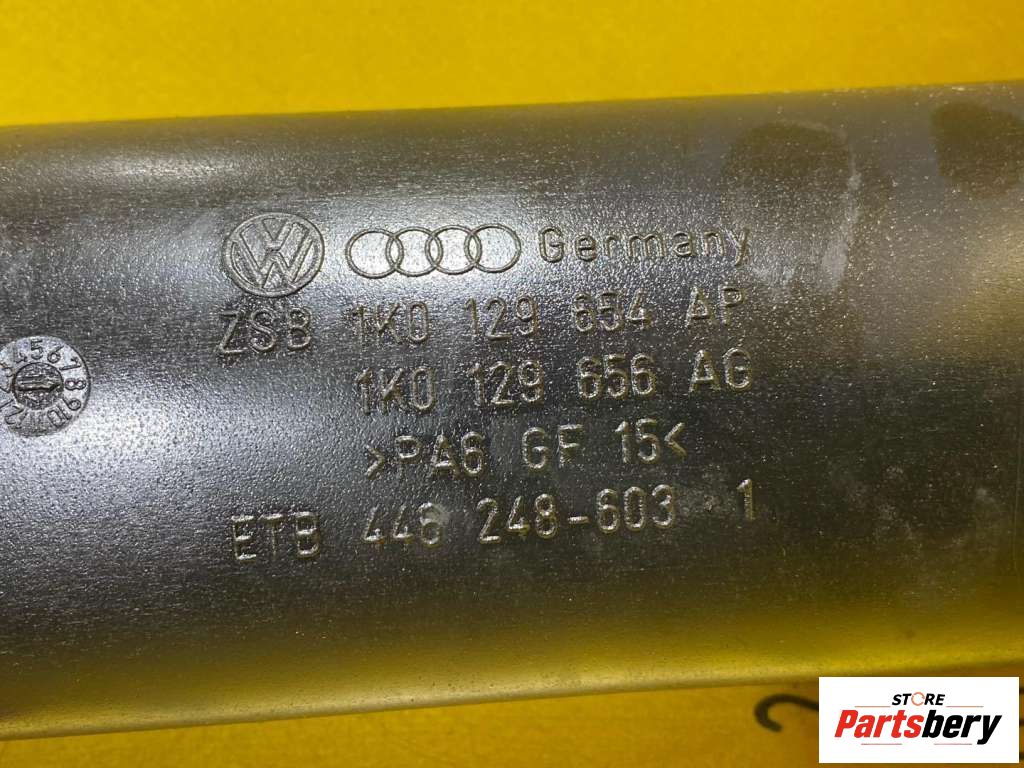 VW Germany
ZSB 1K0 129 654 AP
1K0 129 656 AG
>PA6 GF 15<
ETB 446 248-603 1
STORE
Partsbery